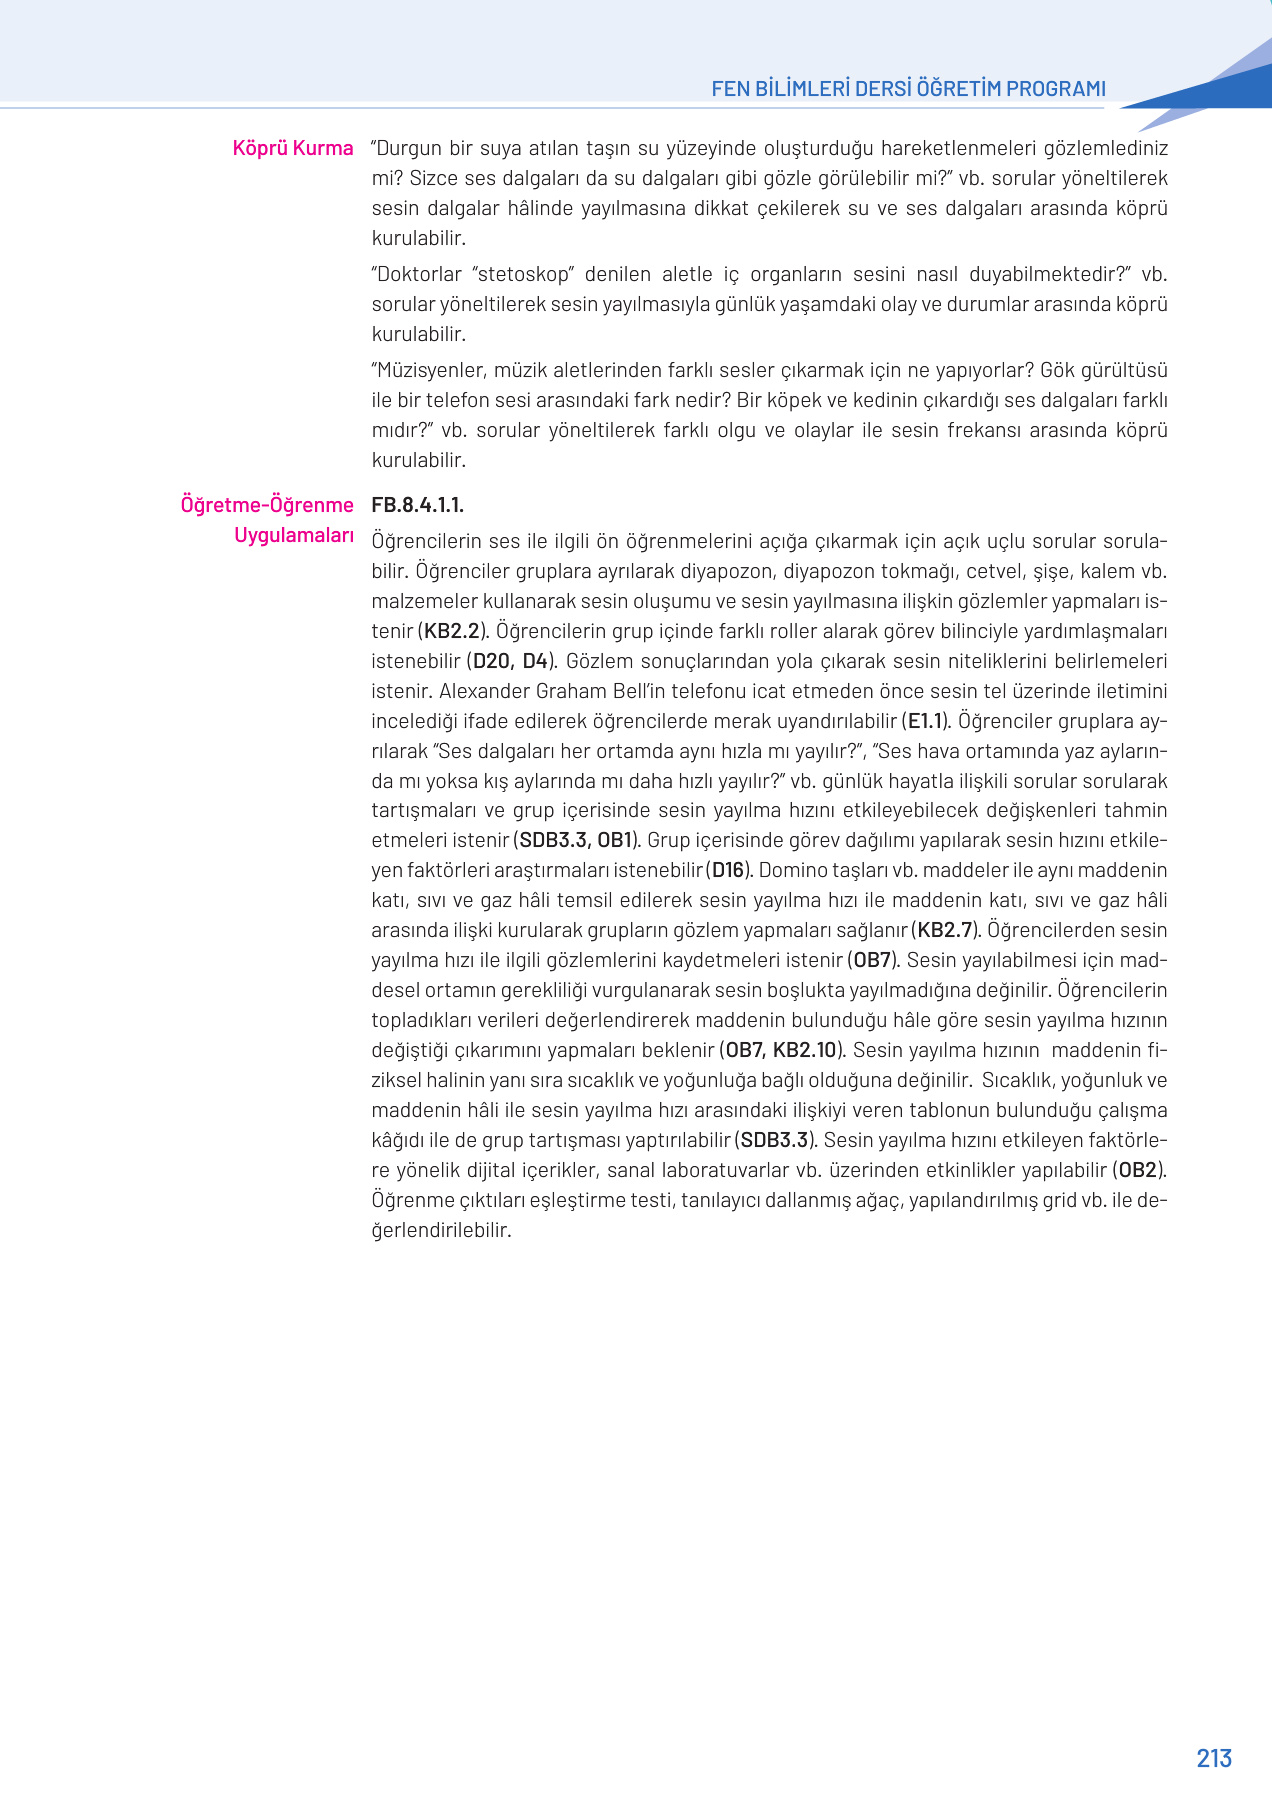 FEN BİLİMLERİ DERSİ ÖĞRETİM PROGRAMI
Köprü Kurma
“Durgun bir suya atılan taşın su yüzeyinde oluşturduğu hareketlenmeleri gözlemlediniz
mi? Sizce ses dalgaları da su dalgaları gibi gözle görülebilir mi?” vb. sorular yöneltilerek
sesin dalgalar hâlinde yayılmasına dikkat çekilerek su ve ses dalgaları arasında köprü
kurulabilir.
“Doktorlar “stetoskop” denilen aletle iç organların sesini nasıl duyabilmektedir?” vb.
sorular yöneltilerek sesin yayılmasıyla günlük yaşamdaki olay ve durumlar arasında köprü
kurulabilir.
“Müzisyenler, müzik aletlerinden farklı sesler çıkarmak için ne yapıyorlar? Gök gürültüsü
ile bir telefon sesi arasındaki fark nedir? Bir köpek ve kedinin çıkardığı ses dalgaları farklı
mıdır?” vb. sorular yöneltilerek farklı olgu ve olaylar ile sesin frekansı arasında köprü
kurulabilir.
Öğretme-Öğrenme
Uygulamaları
FB.8.4.1.1.
Öğrencilerin ses ile ilgili ön öğrenmelerini açığa çıkarmak için açık uçlu sorular sorula-
bilir. Öğrenciler gruplara ayrılarak diyapozon, diyapozon tokmağı, cetvel, şişe, kalem vb.
malzemeler kullanarak sesin oluşumu ve sesin yayılmasına ilişkin gözlemler yapmaları is-
tenir (KB2.2). Öğrencilerin grup içinde farklı roller alarak görev bilinciyle yardımlaşmaları
istenebilir (D20, D4). Gözlem sonuçlarından yola çıkarak sesin niteliklerini belirlemeleri
istenir. Alexander Graham Bell’in telefonu icat etmeden önce sesin tel üzerinde iletimini
incelediği ifade edilerek öğrencilerde merak uyandırılabilir (E1.1). Öğrenciler gruplara ay-
rılarak “Ses dalgaları her ortamda aynı hızla mı yayılır?”, “Ses hava ortamında yaz ayların-
da mı yoksa kış aylarında mı daha hızlı yayılır?” vb. günlük hayatla ilişkili sorular sorularak
tartışmaları ve grup içerisinde sesin yayılma hızını etkileyebilecek değişkenleri tahmin
etmeleri istenir (SDB3.3, OB1). Grup içerisinde görev dağılımı yapılarak sesin hızını etkile-
yen faktörleri araştırmaları istenebilir (D16). Domino taşları vb. maddeler ile aynı maddenin
katı, sıvı ve gaz hâli temsil edilerek sesin yayılma hızı ile maddenin katı, sıvı ve gaz hâli
arasında ilişki kurularak grupların gözlem yapmaları sağlanır (KB2.7). Öğrencilerden sesin
yayılma hızı ile ilgili gözlemlerini kaydetmeleri istenir (OB7). Sesin yayılabilmesi için mad-
desel ortamın gerekliliği vurgulanarak sesin boşlukta yayılmadığına değinilir. Öğrencilerin
topladıkları verileri değerlendirerek maddenin bulunduğu hâle göre sesin yayılma hızının
değiştiği çıkarımını yapmaları beklenir (OB7, KB2.10). Sesin yayılma hızının  maddenin fi-
ziksel halinin yanı sıra sıcaklık ve yoğunluğa bağlı olduğuna değinilir.  Sıcaklık, yoğunluk ve
maddenin hâli ile sesin yayılma hızı arasındaki ilişkiyi veren tablonun bulunduğu çalışma
kâğıdı ile de grup tartışması yaptırılabilir (SDB3.3). Sesin yayılma hızını etkileyen faktörle-
re yönelik dijital içerikler, sanal laboratuvarlar vb. üzerinden etkinlikler yapılabilir (OB2).
Öğrenme çıktıları eşleştirme testi, tanılayıcı dallanmış ağaç, yapılandırılmış grid vb. ile de-
ğerlendirilebilir.
213